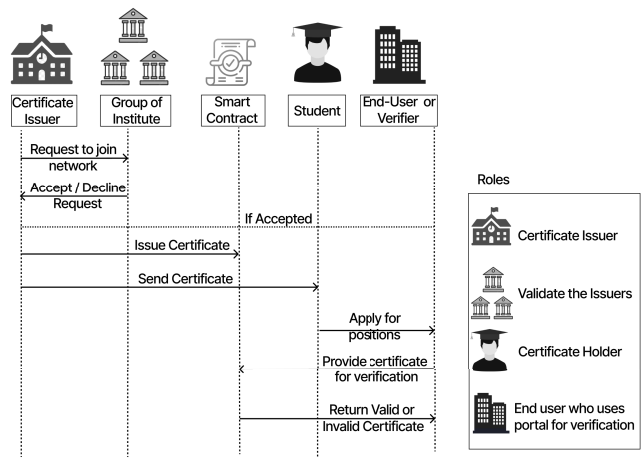 Certificate
Issuer
Group of
Institute
Smart
Contract
Student
End-User or
Verifier
Request to join
network
Accept / Decline
Request
If Accepted
Issue Certificate
Send Certificate
Apply for
positions
Provide certificate
for verification
Return Valid or
Invalid Certificate
Roles
Certificate Issuer
Validate the Issuers
Certificate Holder
End user who uses
portal for verification